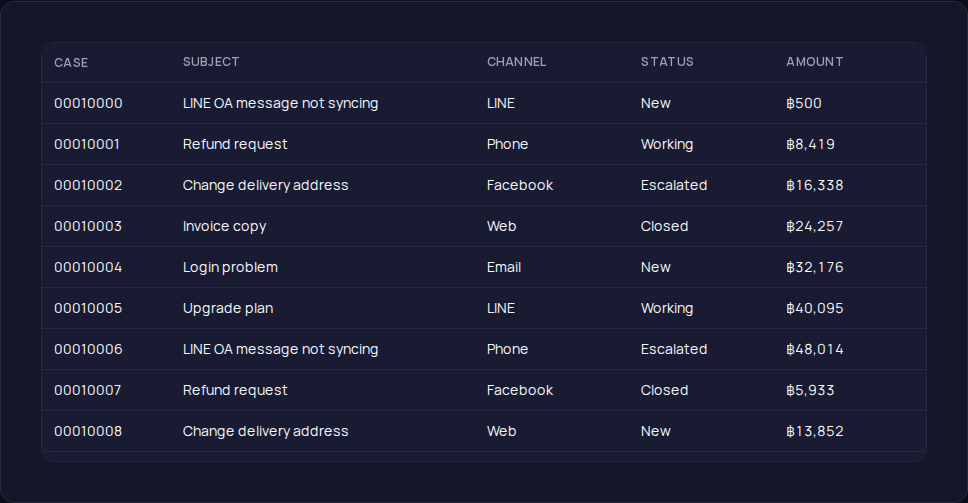 CASE SUBJECT CHANNEL STATUS AMOUNT
00010000 LINE OA message not syncing LINE New ฿500
00010001 Refund request Phone Working ฿8,419
00010002 Change delivery address Facebook Escalated ฿16,338
00010003 Invoice copy Web Closed ฿24,257
00010004 Login problem Email New ฿32,176
00010005 Upgrade plan LINE Working ฿40,095
00010006 LINE OA message not syncing Phone Escalated ฿48,014
00010007 Refund request Facebook Closed ฿5,933
00010008 Change delivery address Web New ฿13,852